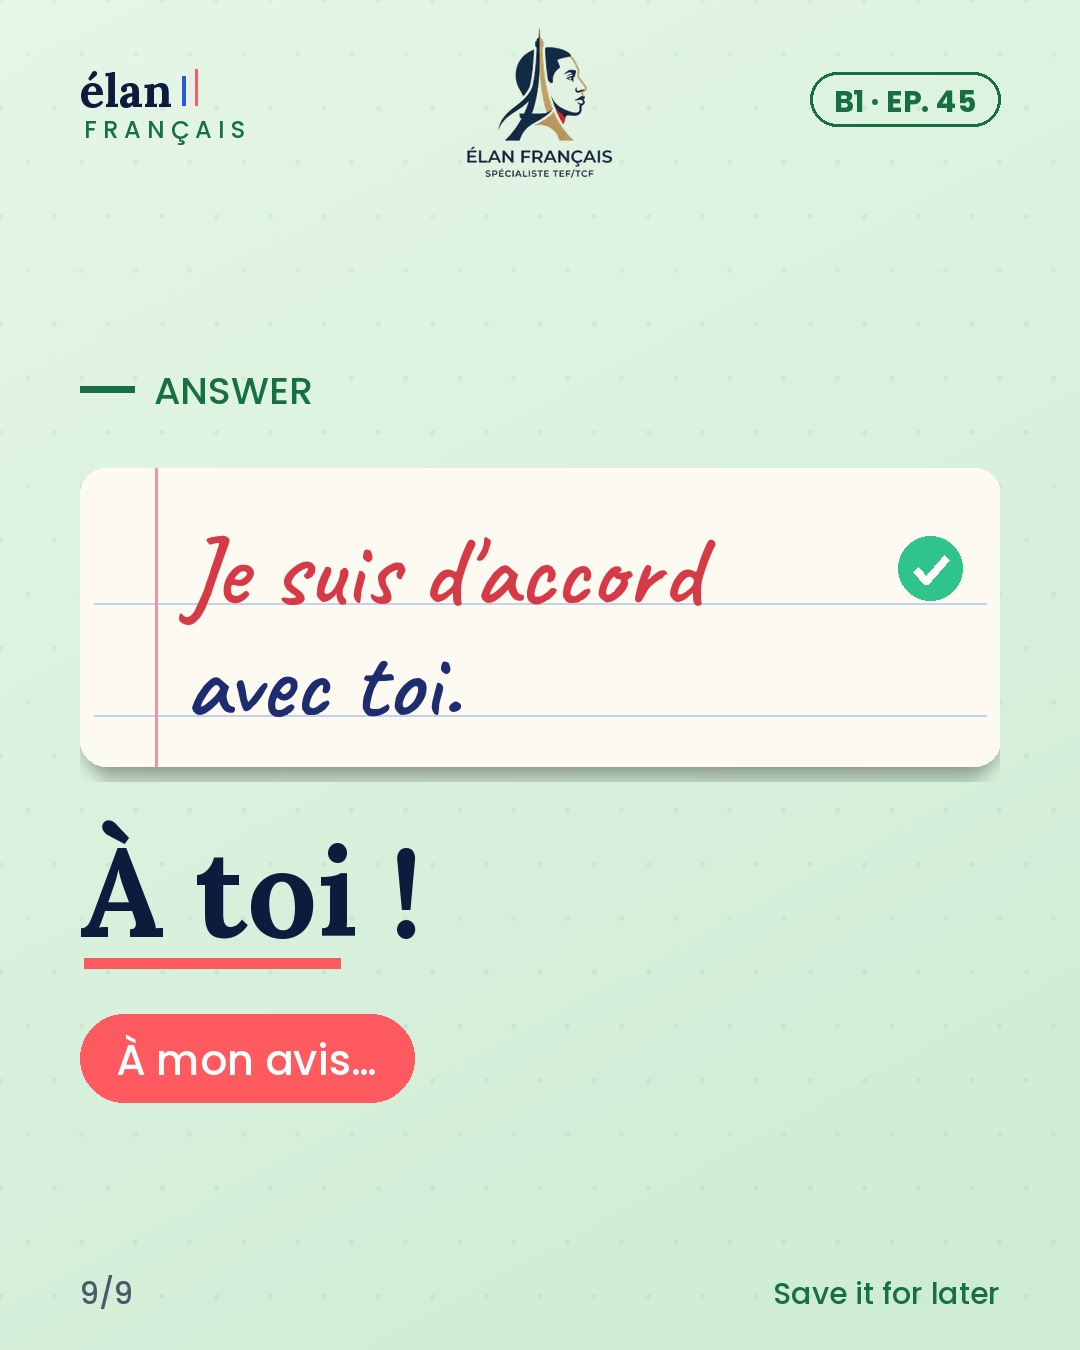 élan
FRANÇAIS
ÉLAN FRANÇAIS
SPÉCIALISTE TEF/TCF
B1 · EP. 45
ANSWER
Je suis d'accord
avec toi.
À toi !
À mon avis...
9/9
Save it for later